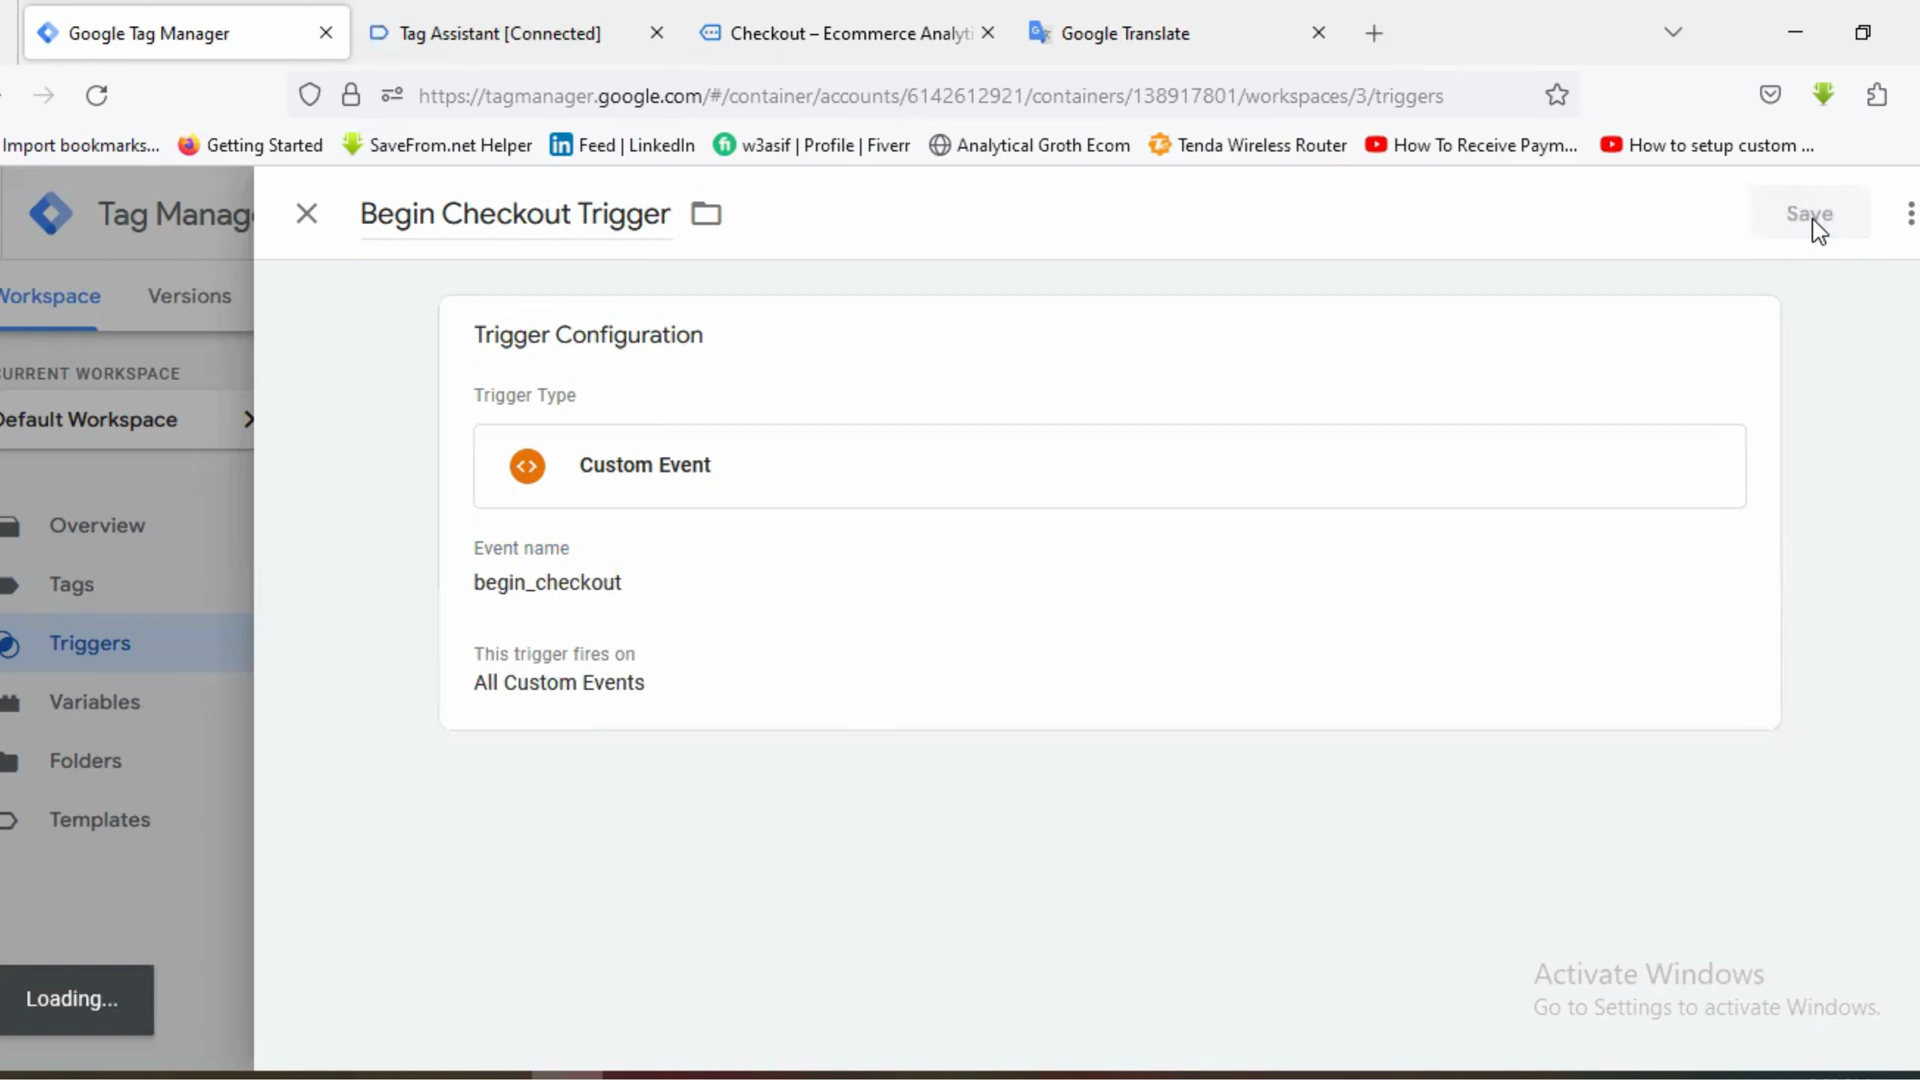 Google Tag Manager
Tag Assistant [Connected]
Checkout – Ecommerce Analyti
Google Translate
https://tagmanager.google.com/#/container/accounts/6142612921/containers/138917801/workspaces/3/triggers
Import bookmarks...
Getting Started
SaveFrom.net Helper
Feed | LinkedIn
w3asif | Profile | Fiverr
Analytical Groth Ecom
Tenda Wireless Router
How To Receive Paym...
How to setup custom ...
Tag Manag
Begin Checkout Trigger
Save
Workspace
Versions
CURRENT WORKSPACE
Default Workspace
Overview
Tags
Triggers
Variables
Folders
Templates
Loading...
Trigger Configuration
Trigger Type
Custom Event
Event name
begin_checkout
This trigger fires on
All Custom Events
Activate Windows
Go to Settings to activate Windows.